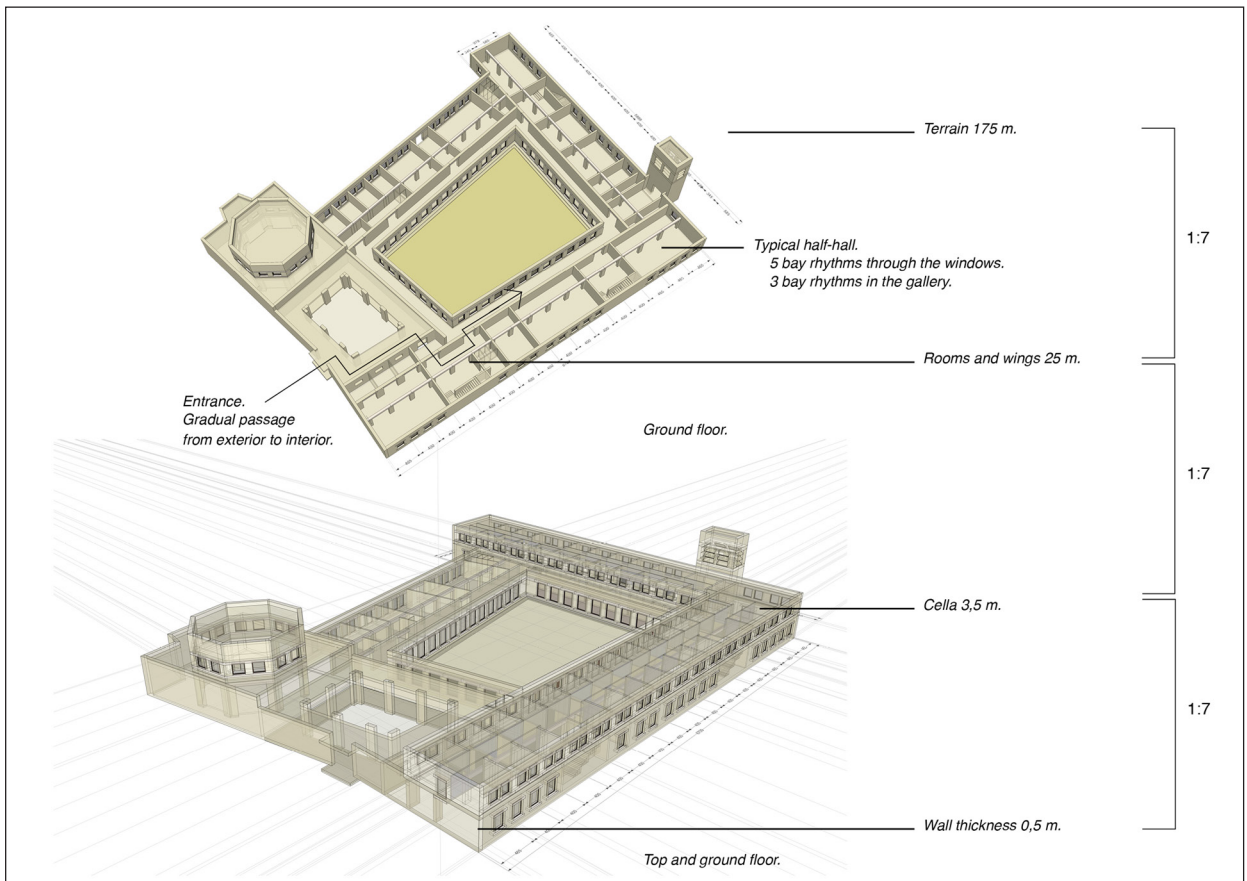 Terrain 175 m.
1:7
Typical half-hall.
5 bay rhythms through the windows.
3 bay rhythms in the gallery.
Rooms and wings 25 m.
Entrance.
Gradual passage
from exterior to interior.
Ground floor.
1:7
Cella 3,5 m.
1:7
Wall thickness 0,5 m.
Top and ground floor.